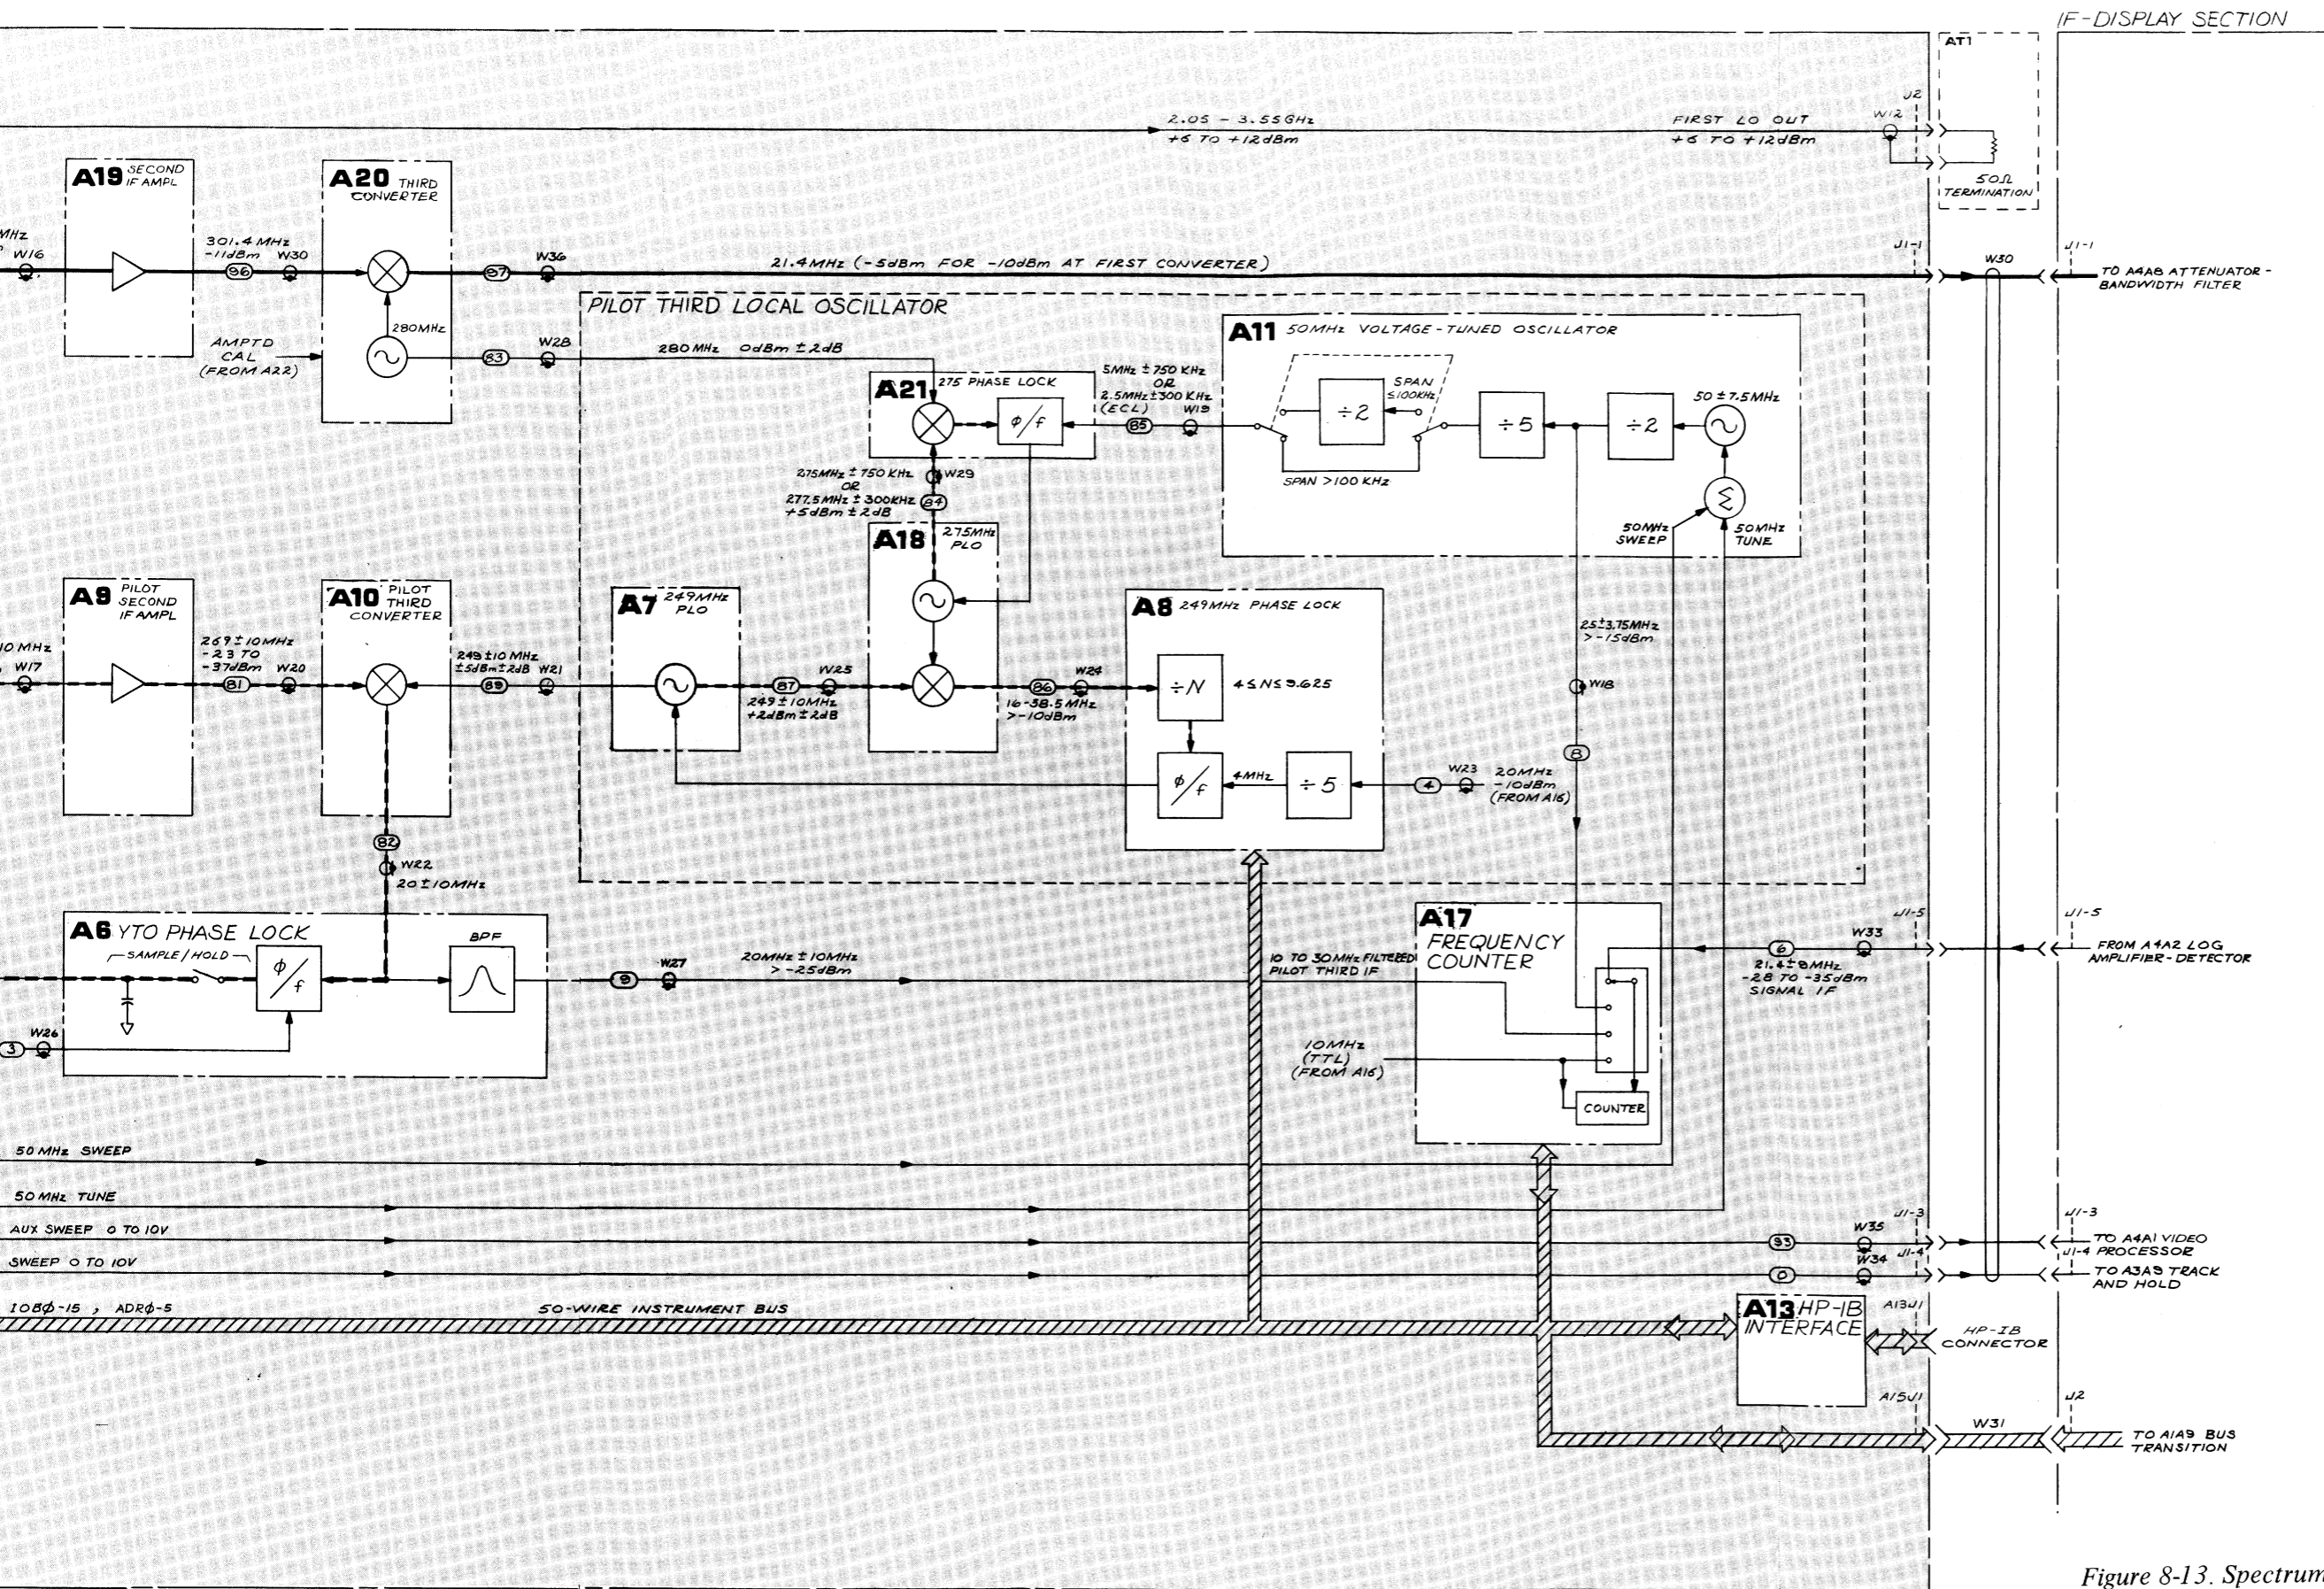 IF-DISPLAY SECTION
AT1
J2
2.05 - 3.55GHz
+6 TO +12dBm
FIRST LO OUT
+6 TO +12dBm
W12
50Ω
TERMINATION
A19 SECOND
IF AMPL
A20 THIRD
CONVERTER
MHz
W16
301.4 MHz
-11dBm W30
96
97
W36
21.4MHz (-5dBm FOR -10dBm AT FIRST CONVERTER)
J1-1
W30
J1-1
TO A4A8 ATTENUATOR-
BANDWIDTH FILTER
280MHz
AMPTD
CAL
(FROM A22)
83
W28
PILOT THIRD LOCAL OSCILLATOR
280 MHz 0dBm ± 2dB
A21 275 PHASE LOCK
ϕ/f
5MHz ± 750 KHz
OR
2.5MHz ± 300 KHz
(ECL) W19
85
A11 50MHz VOLTAGE-TUNED OSCILLATOR
SPAN
≤100KHz
÷2
÷5
÷2
50 ± 7.5MHz
SPAN >100 KHz
Σ
50MHz
SWEEP
50MHz
TUNE
275MHz ± 750 KHz
OR
277.5MHz ± 300KHz
+5dBm ± 2dB
W29
84
A18 275MHz
PLO
A9 PILOT
SECOND
IF AMPL
A10 PILOT
THIRD
CONVERTER
A7 249MHz
PLO
A8 249MHz PHASE LOCK
10 MHz
W17
269±10MHz
-23 TO
-37dBm W20
81
249±10MHz
±5dBm±2dB W21
89
87
W25
249±10MHz
+2dBm±2dB
86
W24
16-38.5MHz
>-10dBm
÷N
4≤N≤9.625
ϕ/f
4MHz
÷5
4
W23
20MHz
-10dBm
(FROM A16)
25±3.75MHz
>-15dBm
W18
8
82
W22
20±10MHz
A6 YTO PHASE LOCK
SAMPLE/HOLD
ϕ/f
BPF
W26
3
9
W27
20MHz ± 10MHz
>-25dBm
10 TO 30MHz FILTERED
PILOT THIRD IF
A17
FREQUENCY
COUNTER
10MHz
(TTL)
(FROM A16)
COUNTER
6
W33
21.4±8MHz
-28 TO -35dBm
SIGNAL IF
J1-5
J1-5
FROM A4A2 LOG
AMPLIFIER-DETECTOR
50 MHz SWEEP
50 MHz TUNE
AUX SWEEP 0 TO 10V
SWEEP 0 TO 10V
93
W35
J1-3
J1-3
TO A4A1 VIDEO
PROCESSOR
0
W34
J1-4
J1-4
TO A3A9 TRACK
AND HOLD
IOBϕ-15, ADRϕ-5
50-WIRE INSTRUMENT BUS
A13 HP-IB
INTERFACE
A13J1
HP-IB
CONNECTOR
A15J1
W31
J2
TO A1A9 BUS
TRANSITION
Figure 8-13. Spectrum